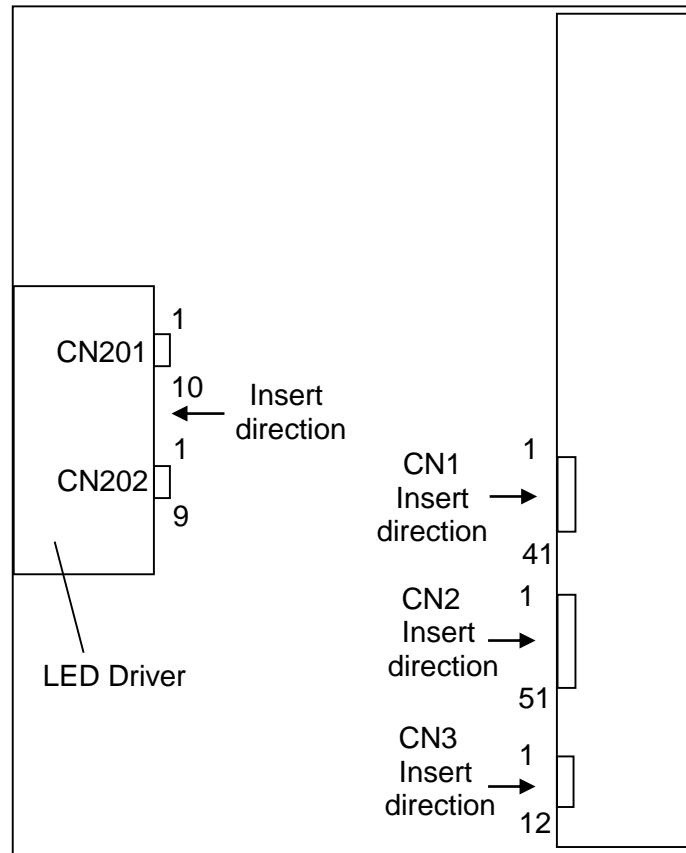 1
CN201
10
Insert
direction
1
CN202
9
LED Driver
CN1
Insert
direction
1
41
CN2
Insert
direction
1
51
CN3
Insert
direction
1
12